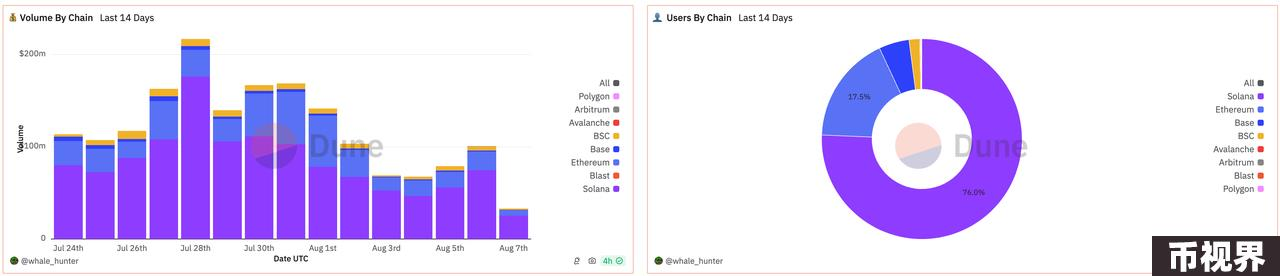 💰 Volume By Chain Last 14 Days
$200m
$100m
0
Volume
Jul 24th Jul 26th Jul 28th Jul 30th Aug 1st Aug 3rd Aug 5th Aug 7th
Date UTC
Dune
All
Polygon
Arbitrum
Avalanche
BSC
Base
Ethereum
Blast
Solana
@whale_hunter
4h
👤 Users By Chain Last 14 Days
17.5%
76.0%
Dune
All
Solana
Ethereum
Base
BSC
Avalanche
Arbitrum
Blast
Polygon
@whale_hunter
币视界